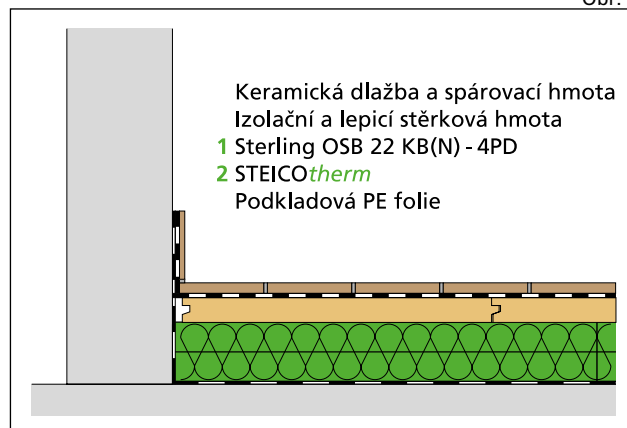 Obr.
Keramická dlažba a spárovací hmota
Izolační a lepicí stěrková hmota
1 Sterling OSB 22 KB(N) - 4PD
2 STEICOtherm
Podkladová PE folie